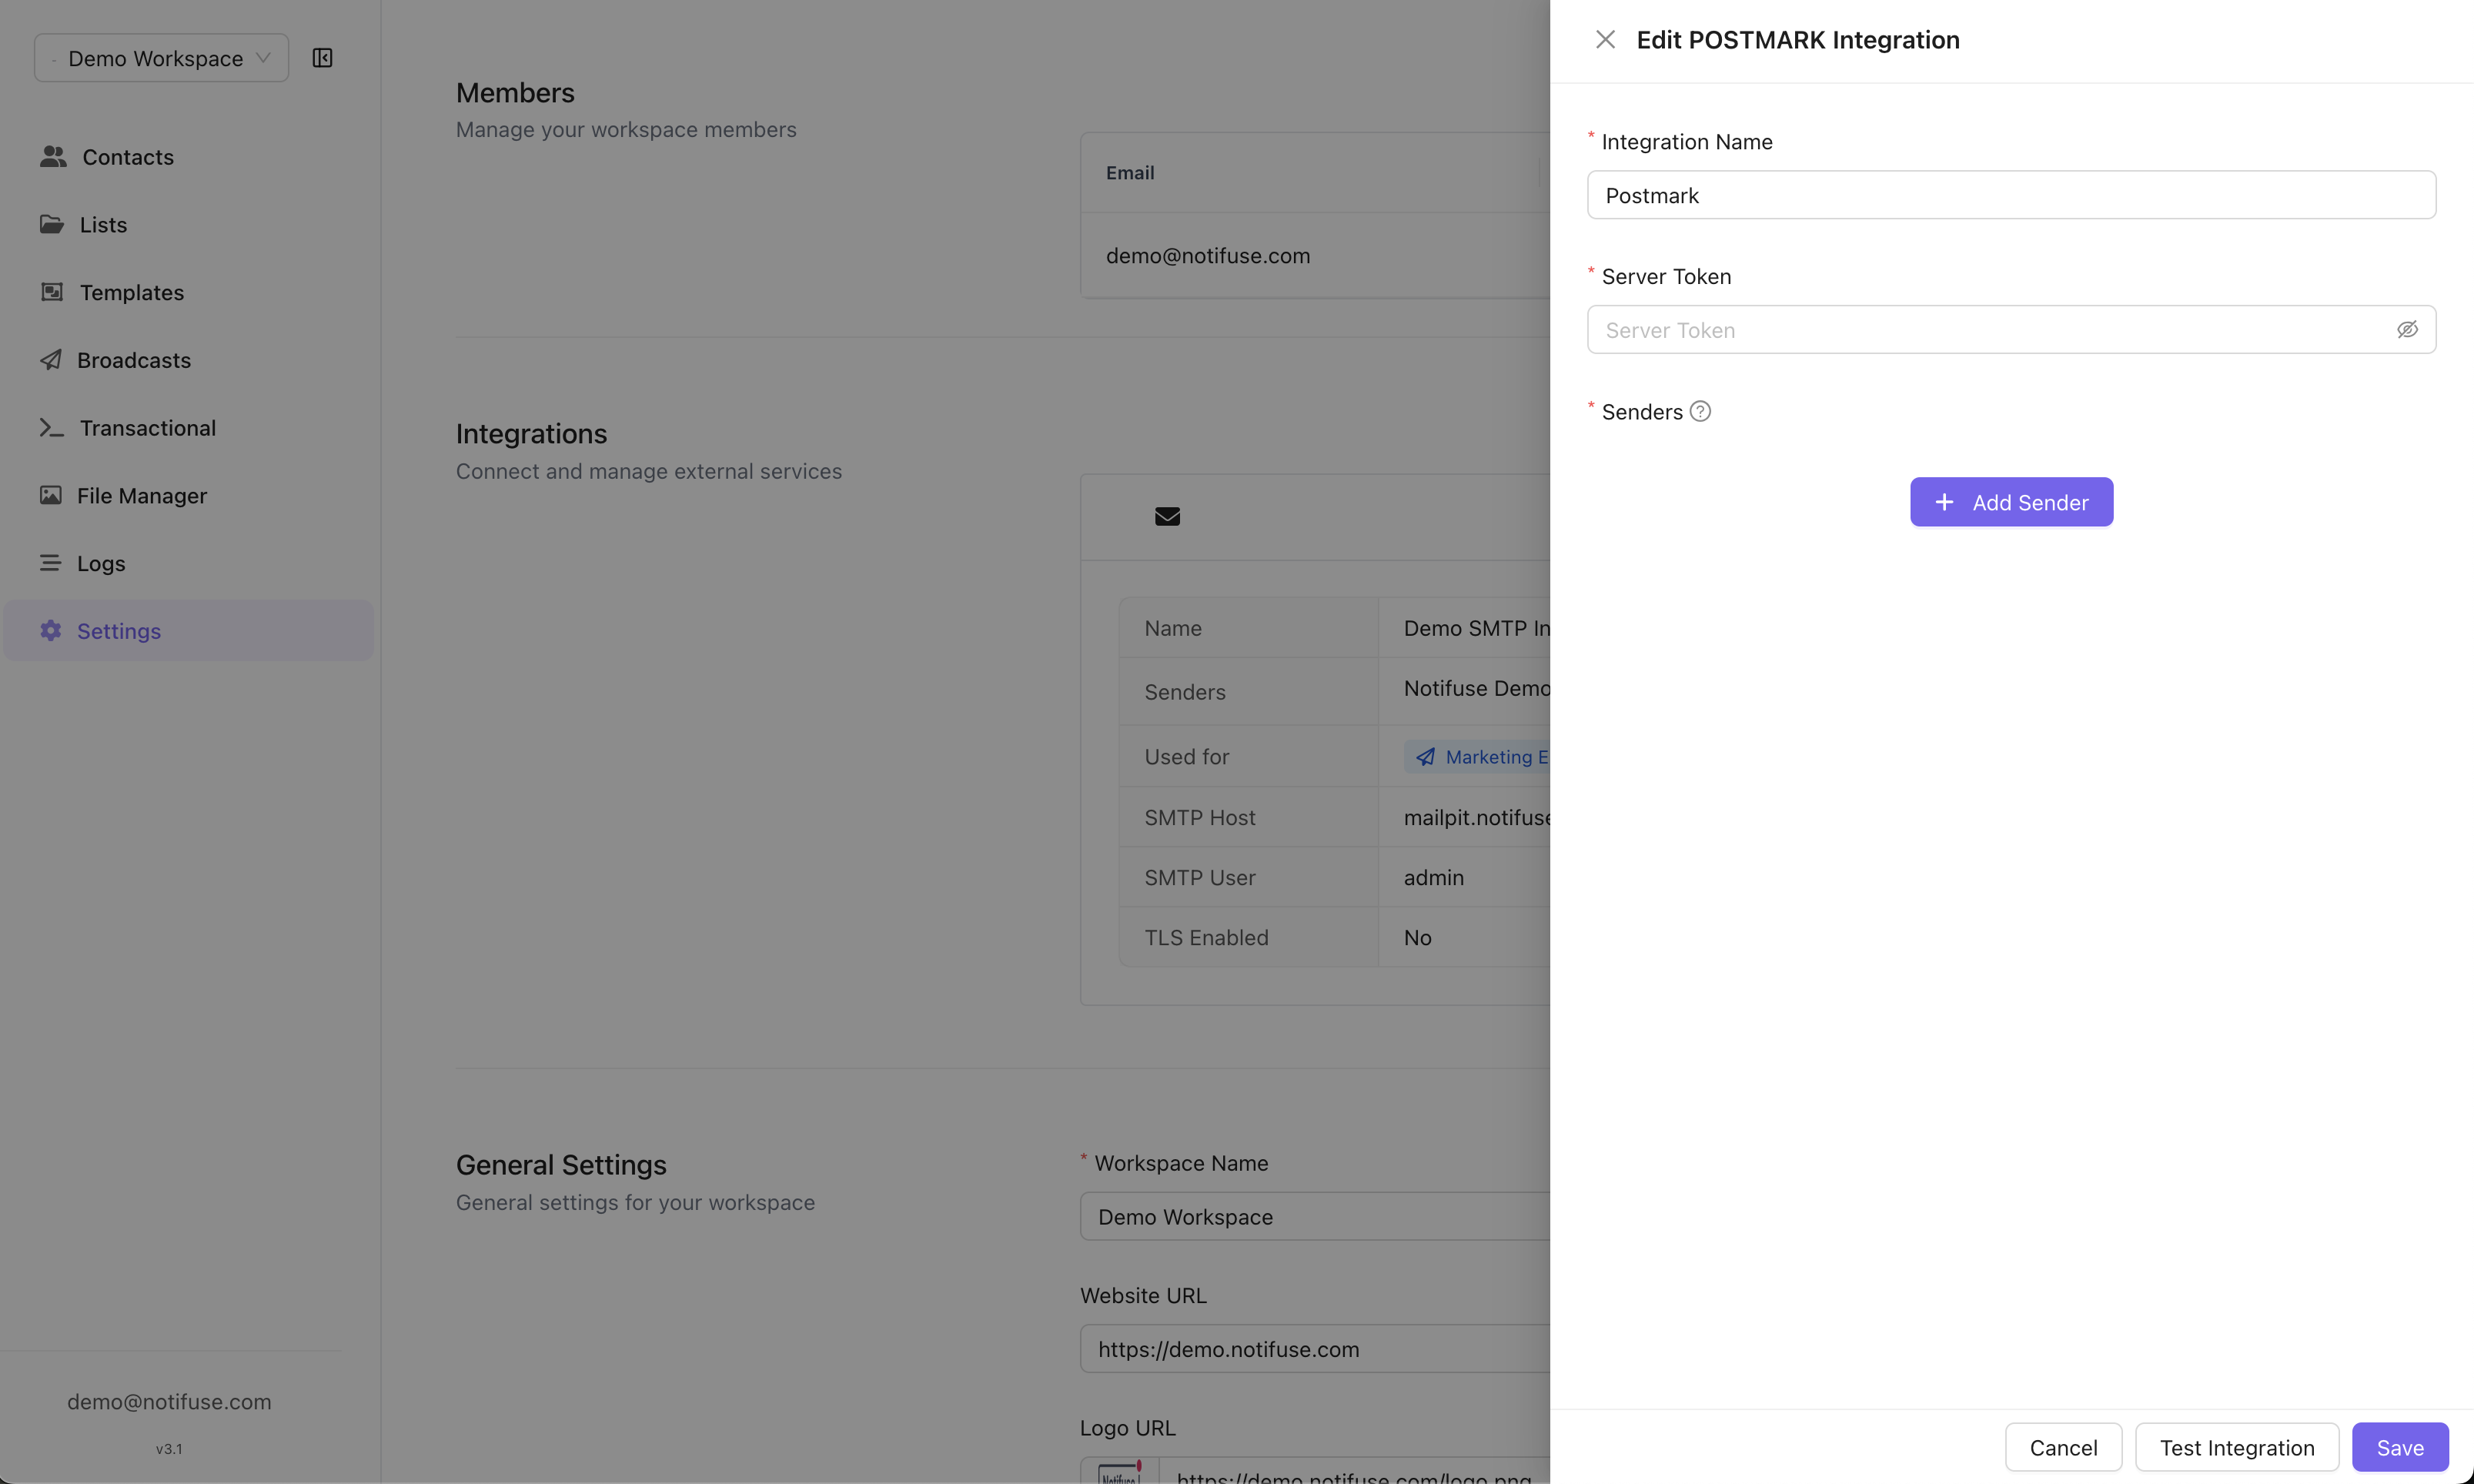 Demo Workspace
Contacts
Lists
Templates
Broadcasts
Transactional
File Manager
Logs
Settings
demo@notifuse.com
v3.1
Members
Manage your workspace members
Email
demo@notifuse.com
Integrations
Connect and manage external services
Name
Demo SMTP In
Senders
Notifuse Demo
Used for
Marketing E
SMTP Host
mailpit.notifuse
SMTP User
admin
TLS Enabled
No
General Settings
General settings for your workspace
* Workspace Name
Demo Workspace
Website URL
https://demo.notifuse.com
Logo URL
Notifuse
https://demo.notifuse.com/logo.png
Edit POSTMARK Integration
* Integration Name
Postmark
* Server Token
Server Token
* Senders
+ Add Sender
Cancel
Test Integration
Save